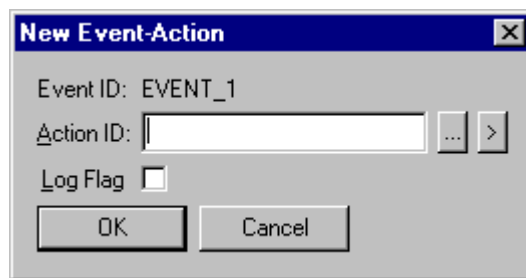 New Event-Action
Event ID: EVENT_1
Action ID: ... >
Log Flag
OK Cancel